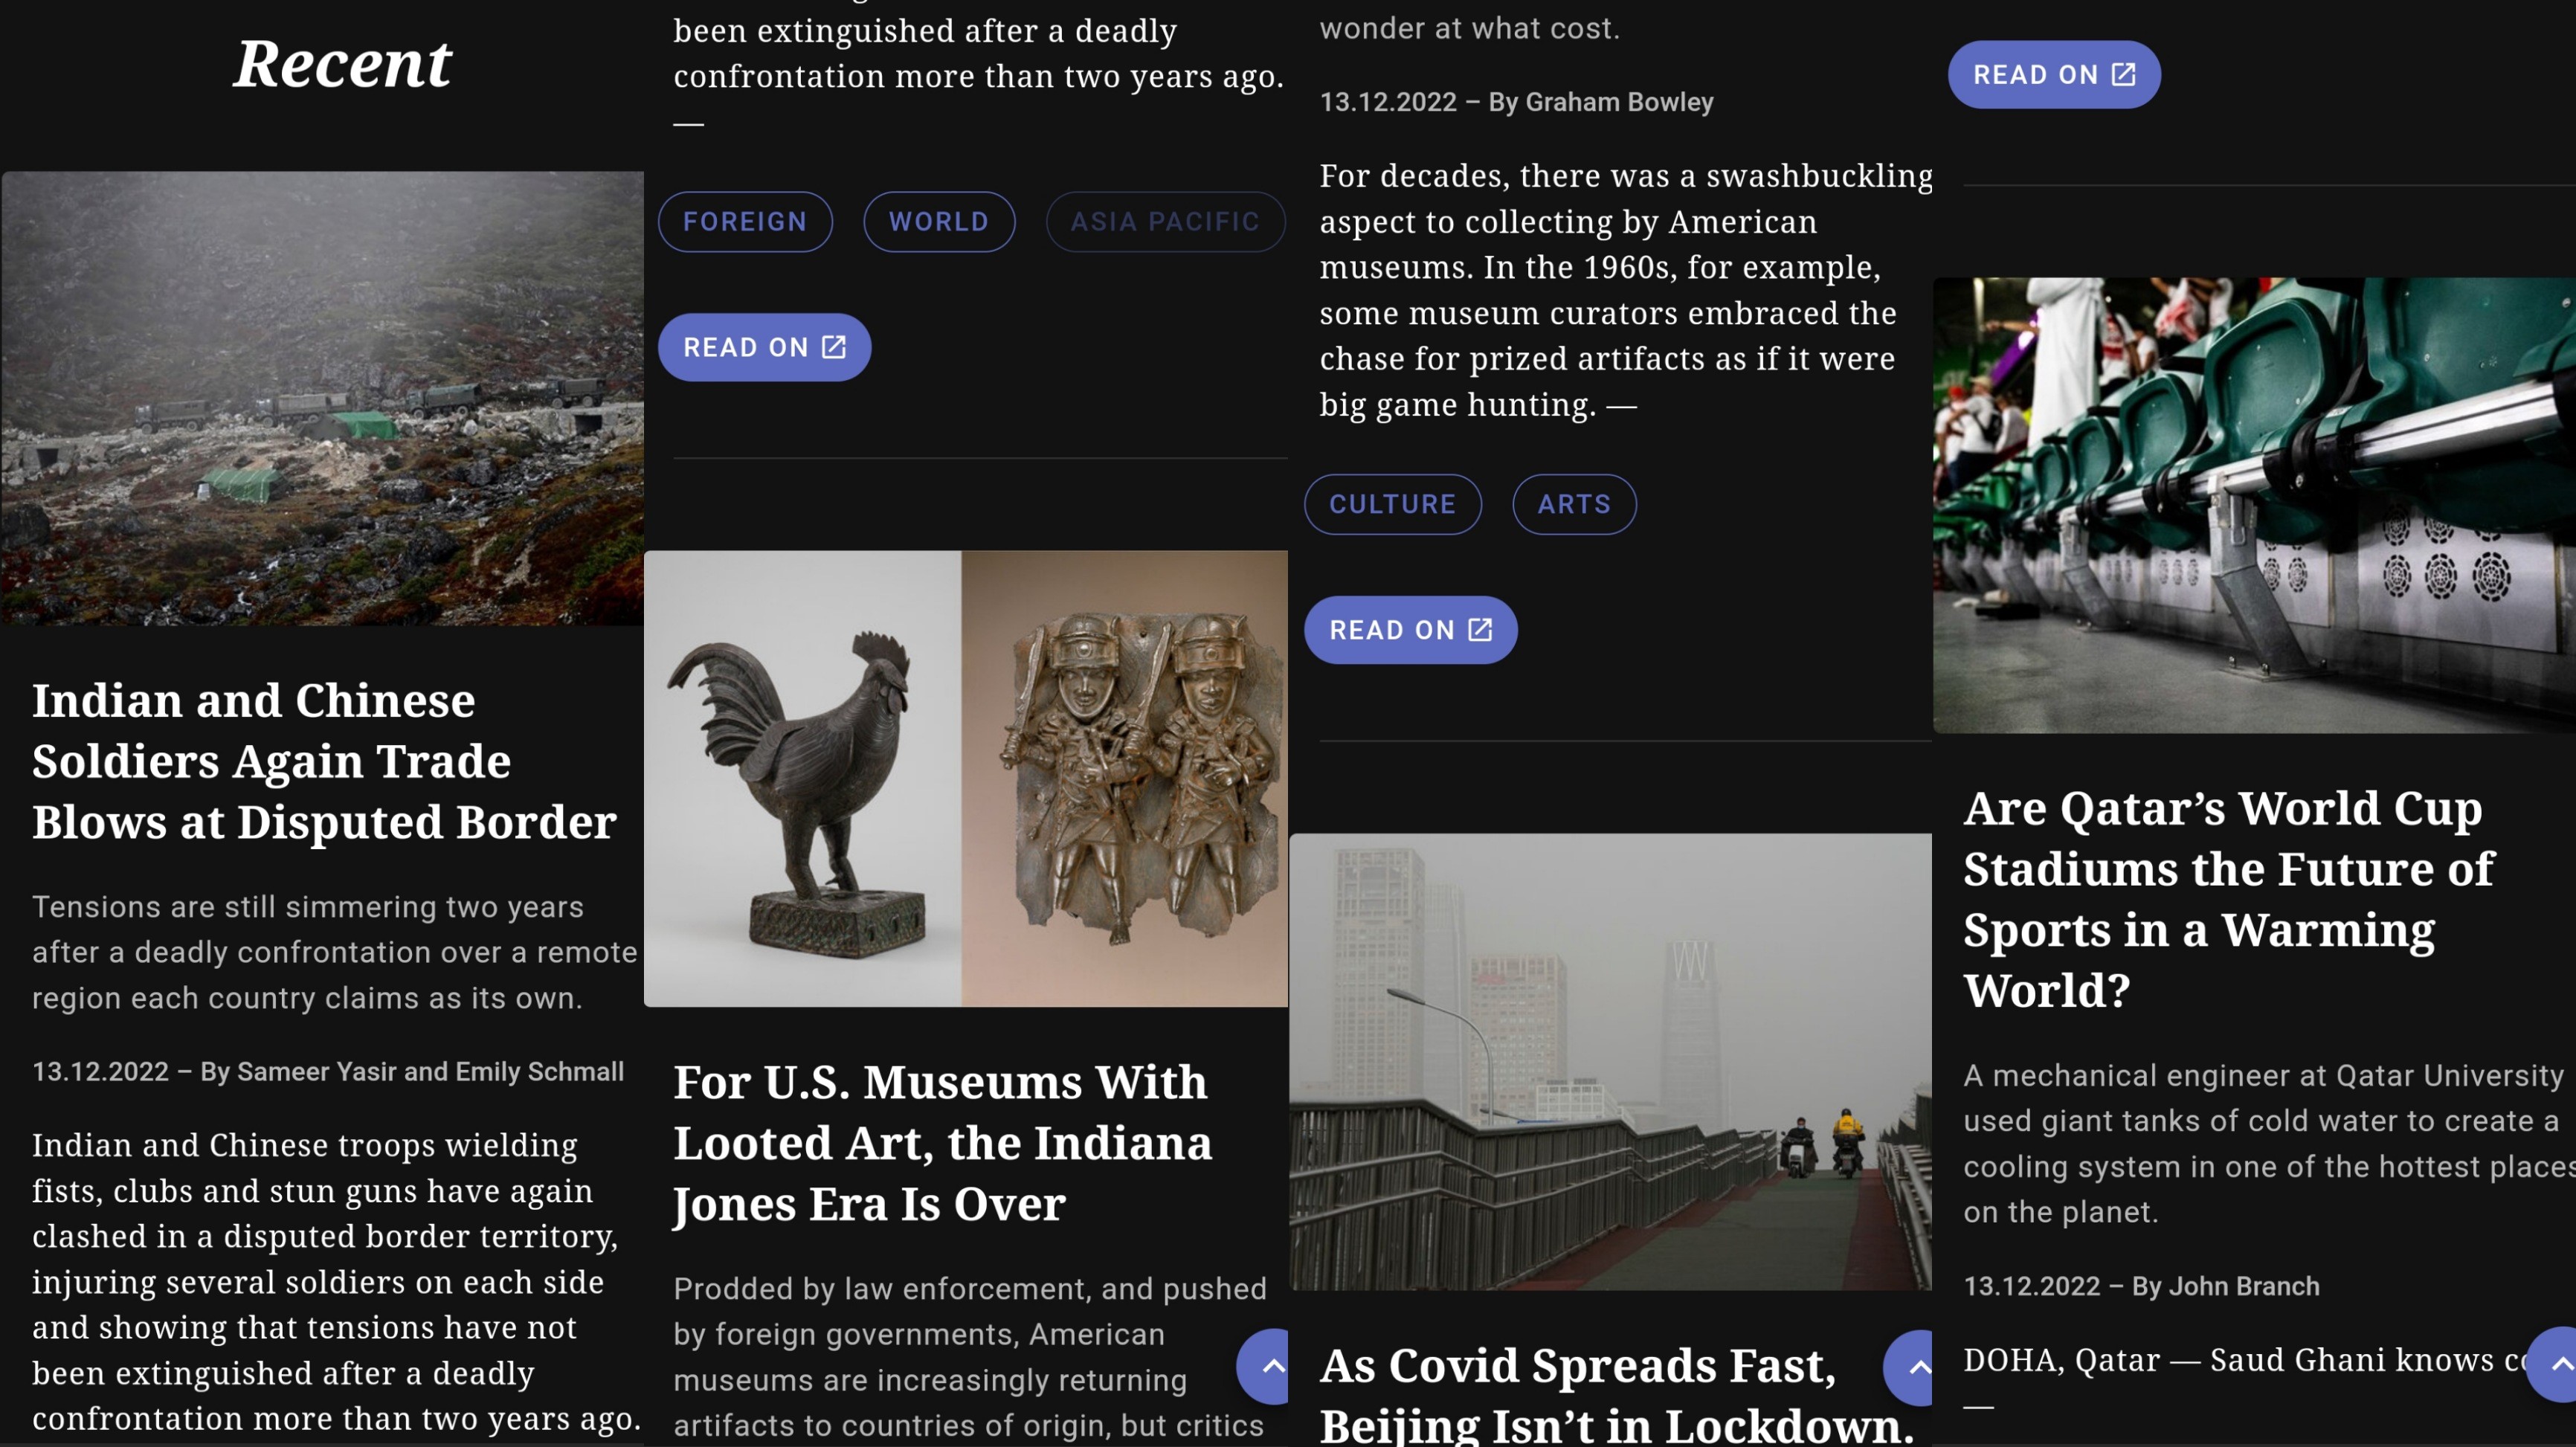 Recent
Indian and Chinese
Soldiers Again Trade
Blows at Disputed Border
Tensions are still simmering two years
after a deadly confrontation over a remote
region each country claims as its own.
13.12.2022 – By Sameer Yasir and Emily Schmall
Indian and Chinese troops wielding
fists, clubs and stun guns have again
clashed in a disputed border territory,
injuring several soldiers on each side
and showing that tensions have not
been extinguished after a deadly
confrontation more than two years ago.
been extinguished after a deadly
confrontation more than two years ago.
—
FOREIGN WORLD ASIA PACIFIC
READ ON
For U.S. Museums With
Looted Art, the Indiana
Jones Era Is Over
Prodded by law enforcement, and pushed
by foreign governments, American
museums are increasingly returning
artifacts to countries of origin, but critics
wonder at what cost.
13.12.2022 – By Graham Bowley
For decades, there was a swashbuckling
aspect to collecting by American
museums. In the 1960s, for example,
some museum curators embraced the
chase for prized artifacts as if it were
big game hunting. —
CULTURE ARTS
READ ON
As Covid Spreads Fast,
Beijing Isn’t in Lockdown.
READ ON
Are Qatar’s World Cup
Stadiums the Future of
Sports in a Warming
World?
A mechanical engineer at Qatar University
used giant tanks of cold water to create a
cooling system in one of the hottest places
on the planet.
13.12.2022 – By John Branch
DOHA, Qatar — Saud Ghani knows
—